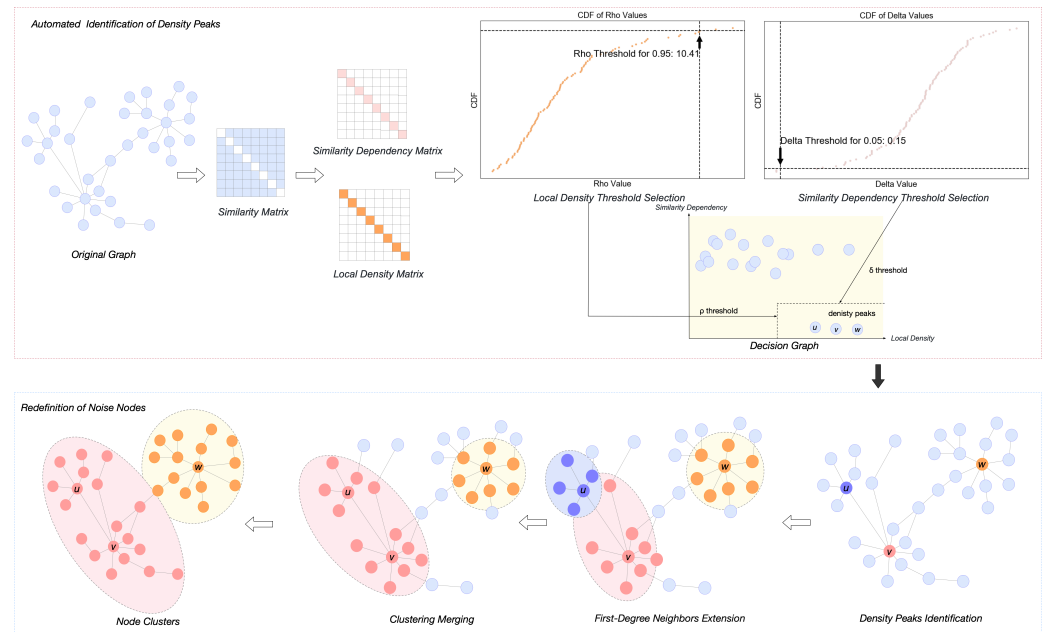 Automated Identification of Density Peaks
Original Graph
Similarity Matrix
Similarity Dependency Matrix
Local Density Matrix
CDF of Rho Values
CDF
Rho Threshold for 0.95: 10.41
Rho Value
Local Density Threshold Selection
CDF of Delta Values
CDF
Delta Threshold for 0.05: 0.15
Delta Value
Similarity Dependency Threshold Selection
Similarity Dependency
δ threshold
ρ threshold
denisty peaks
u v w
Local Density
Decision Graph
Redefinition of Noise Nodes
w
u
v
Node Clusters
w
u
v
Clustering Merging
w
u
v
First-Degree Neighbors Extension
w
u
v
Density Peaks Identification